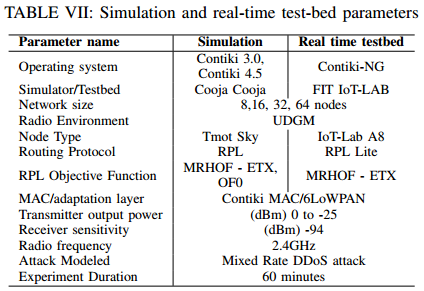 TABLE VII: Simulation and real-time test-bed parameters
Parameter name Simulation Real time testbed
Operating system Contiki 3.0, Contiki 4.5 Contiki-NG
Simulator/Testbed Cooja Cooja FIT IoT-LAB
Network size 8,16, 32, 64 nodes
Radio Environment UDGM
Node Type Tmot Sky IoT-Lab A8
Routing Protocol RPL RPL Lite
RPL Objective Function MRHOF - ETX, OF0 MRHOF - ETX
MAC/adaptation layer Contiki MAC/6LoWPAN
Transmitter output power (dBm) 0 to -25
Receiver sensitivity (dBm) -94
Radio frequency 2.4GHz
Attack Modeled Mixed Rate DDoS attack
Experiment Duration 60 minutes